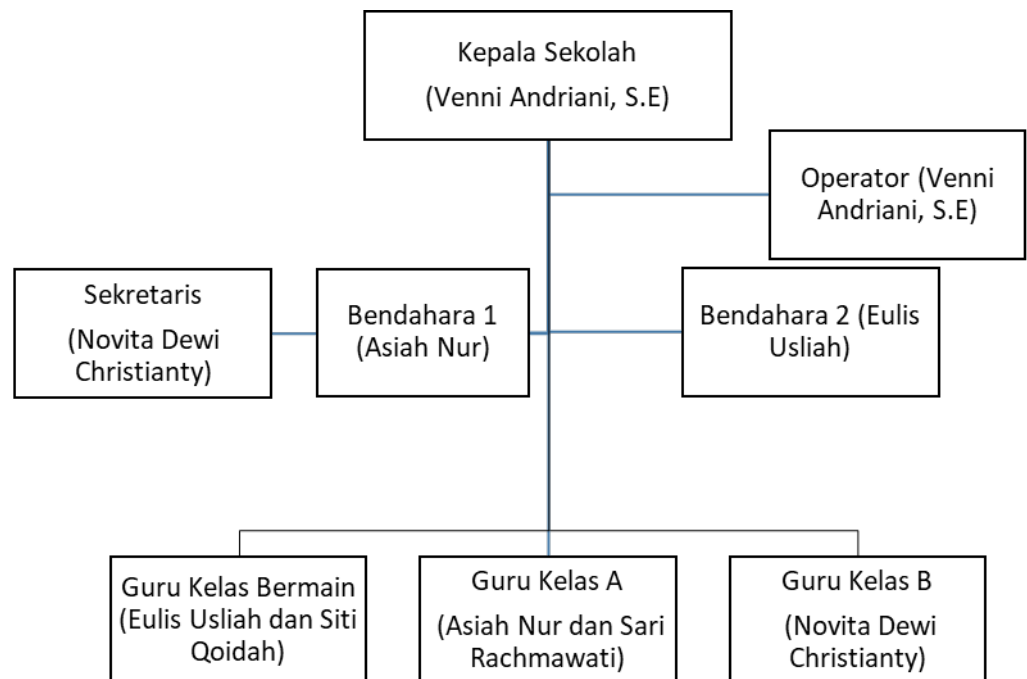 Kepala Sekolah
(Venni Andriani, S.E)
Operator (Venni
Andriani, S.E)
Sekretaris
(Novita Dewi
Christianty)
Bendahara 1
(Asiah Nur)
Bendahara 2 (Eulis
Usliah)
Guru Kelas Bermain
(Eulis Usliah dan Siti
Qoidah)
Guru Kelas A
(Asiah Nur dan Sari
Rachmawati)
Guru Kelas B
(Novita Dewi
Christianty)